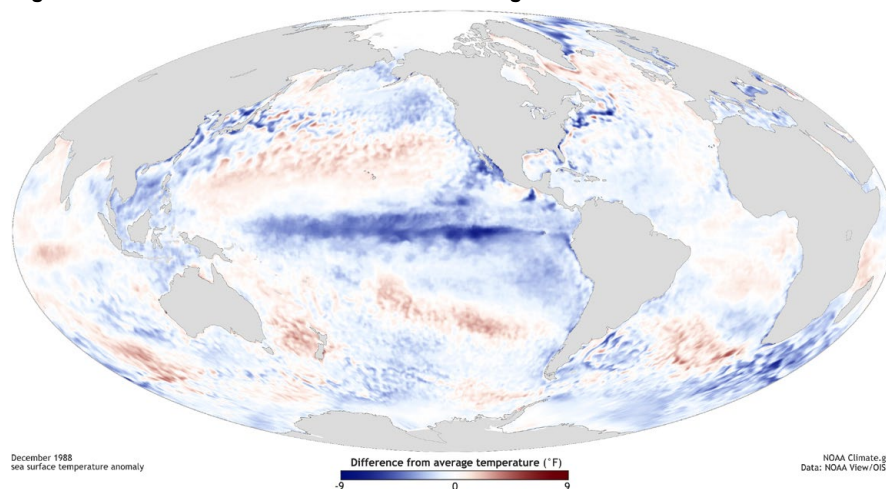 December 1988
sea surface temperature anomaly
Difference from average temperature (°F)
-9 0 9
NOAA Climate.g
Data: NOAA View/OIS